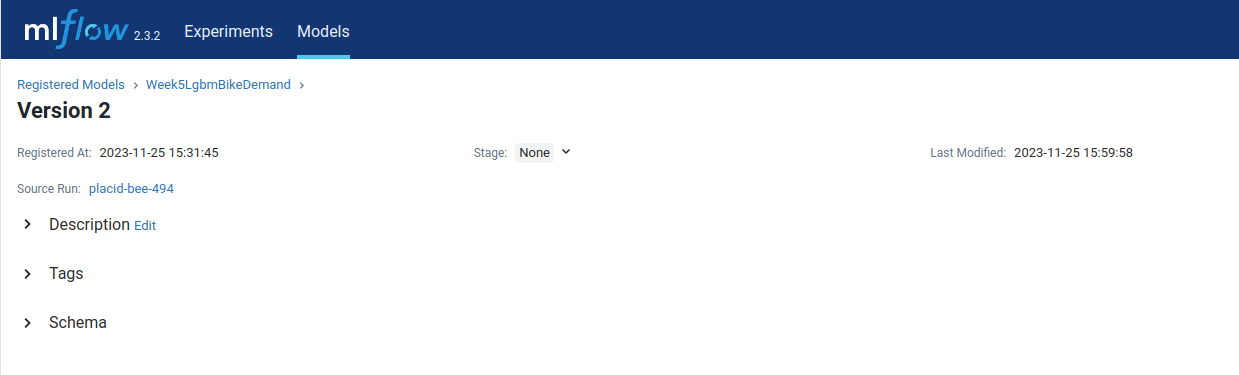 mlflow 2.3.2 Experiments Models
Registered Models › Week5LgbmBikeDemand ›
Version 2
Registered At: 2023-11-25 15:31:45 Stage: None Last Modified: 2023-11-25 15:59:58
Source Run: placid-bee-494
Description Edit
Tags
Schema